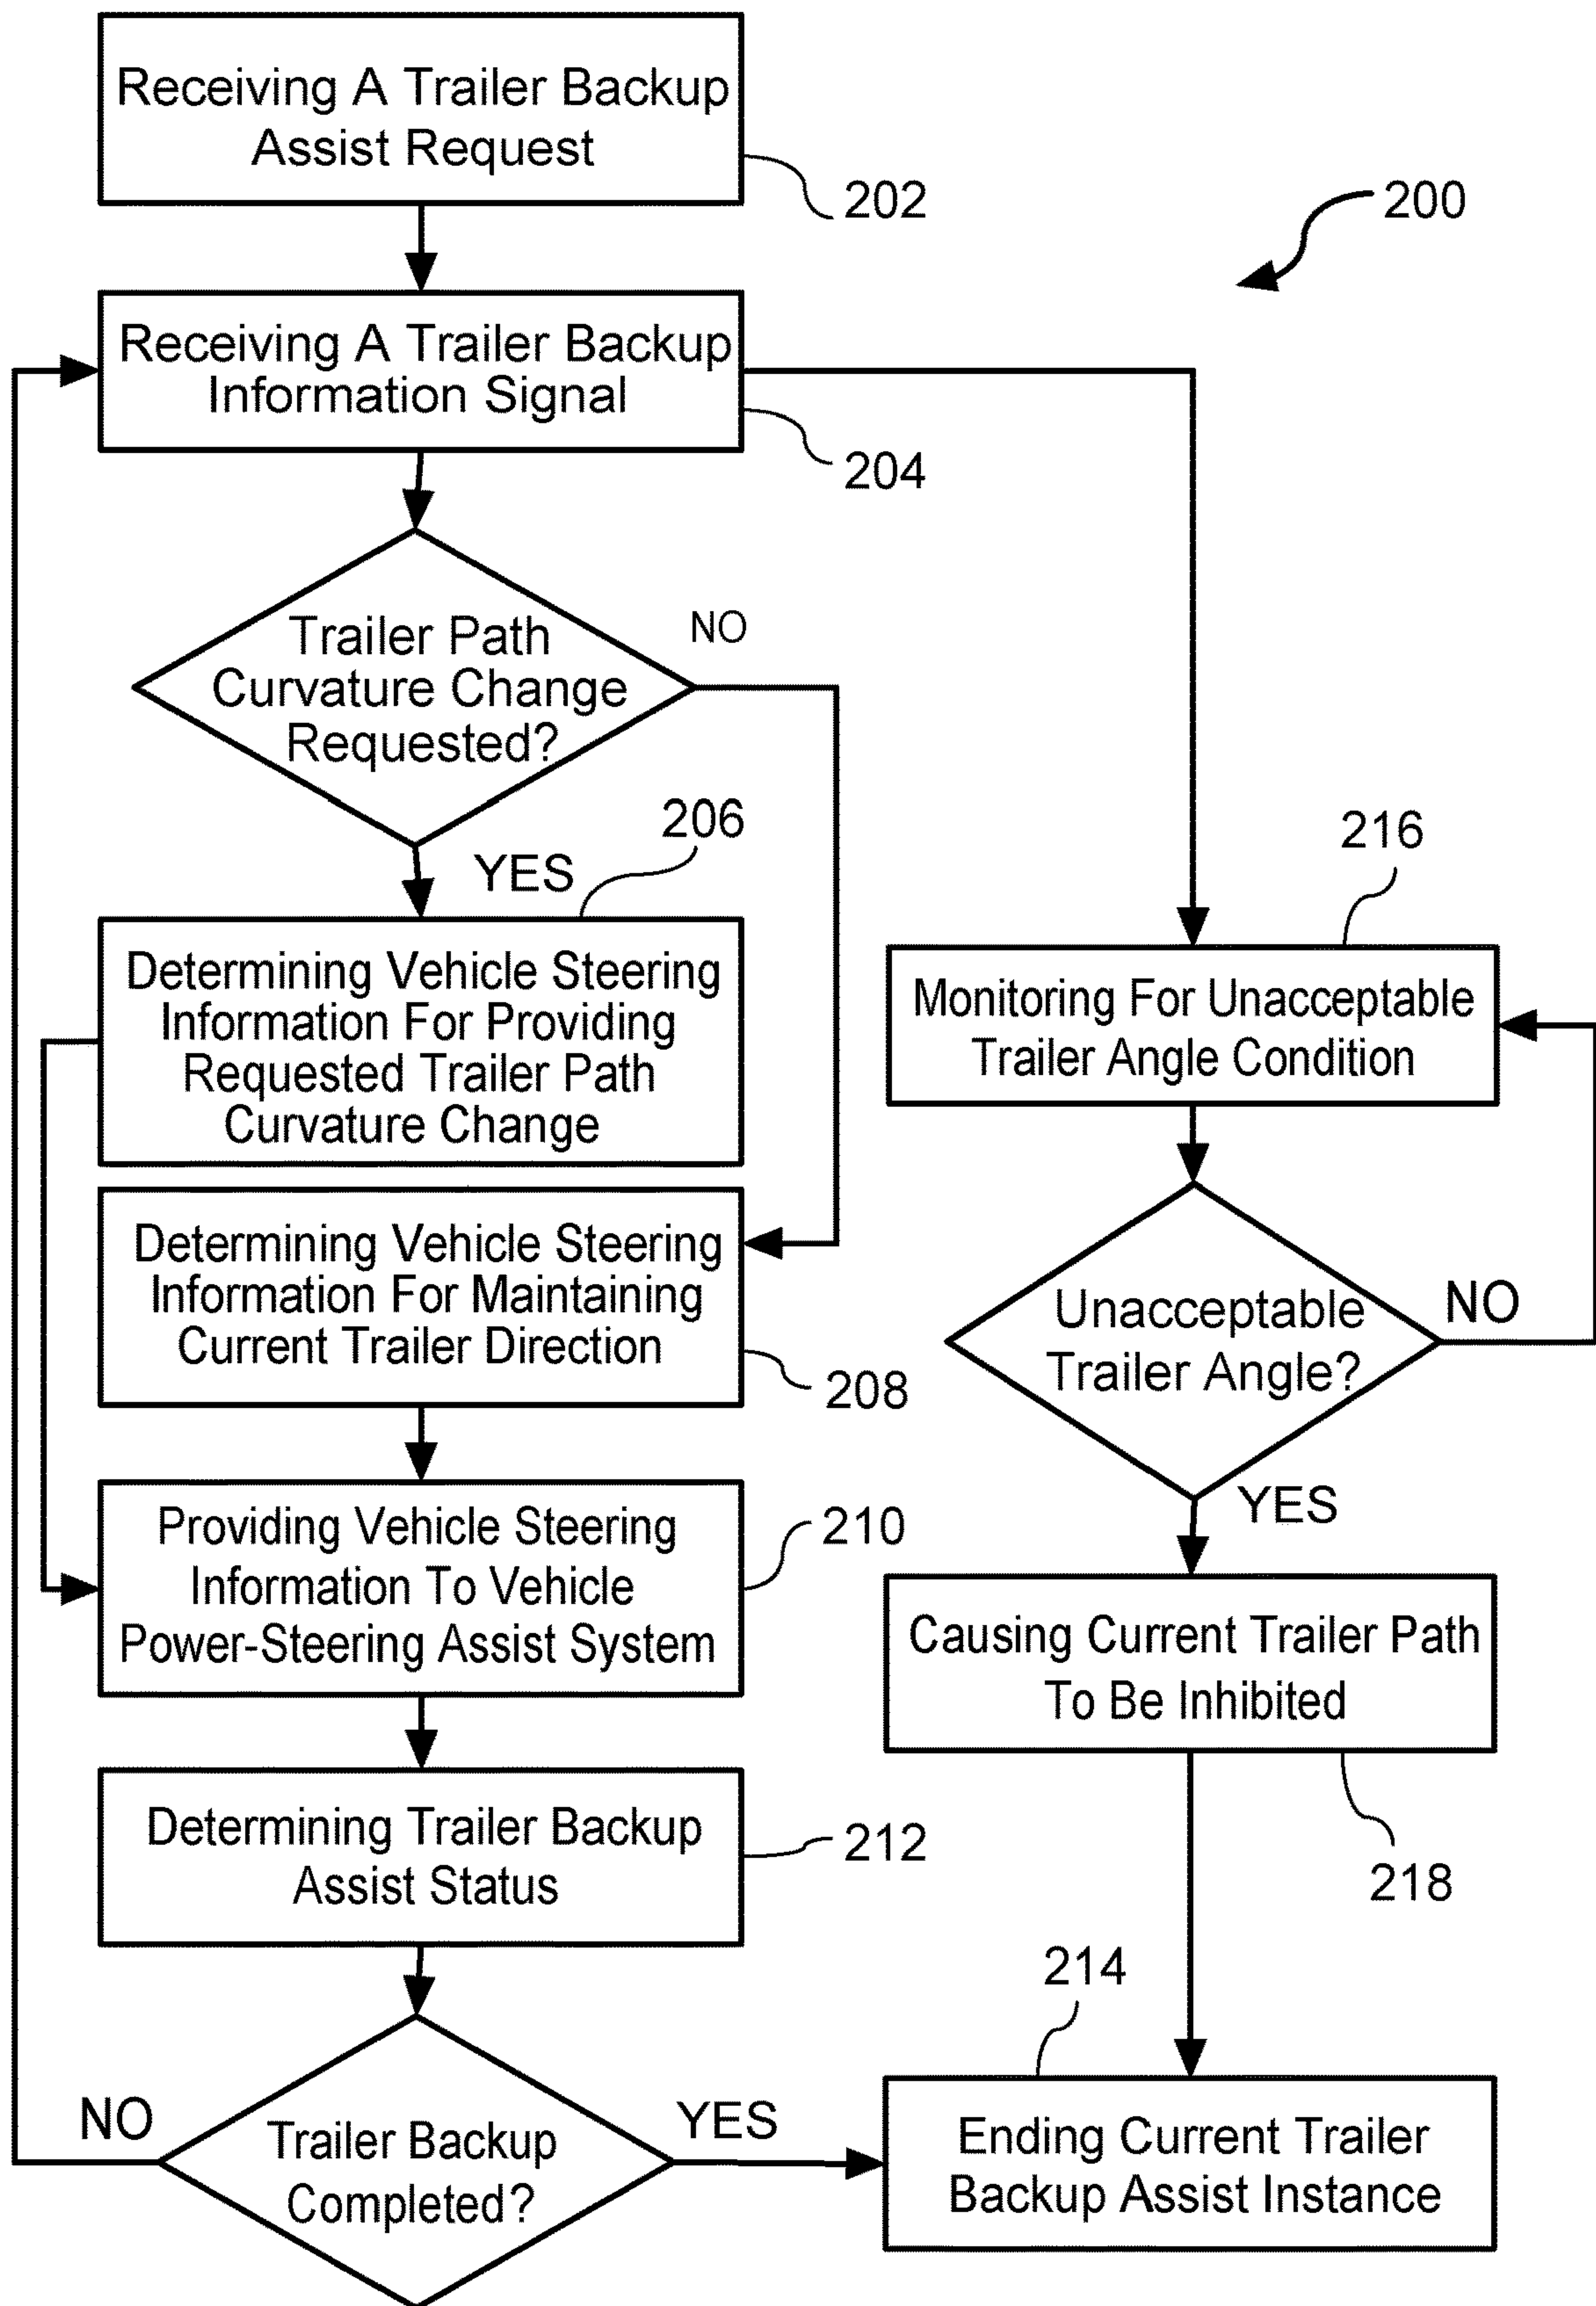 Receiving A Trailer Backup
Assist Request
202
200
Receiving A Trailer Backup
Information Signal
204
Trailer Path
Curvature Change
Requested?
NO
YES
206
Determining Vehicle Steering
Information For Providing
Requested Trailer Path
Curvature Change
Determining Vehicle Steering
Information For Maintaining
Current Trailer Direction
208
Providing Vehicle Steering
Information To Vehicle
Power-Steering Assist System
210
Determining Trailer Backup
Assist Status
212
Trailer Backup
Completed?
NO
YES
216
Monitoring For Unacceptable
Trailer Angle Condition
Unacceptable
Trailer Angle?
NO
YES
Causing Current Trailer Path
To Be Inhibited
218
214
Ending Current Trailer
Backup Assist Instance